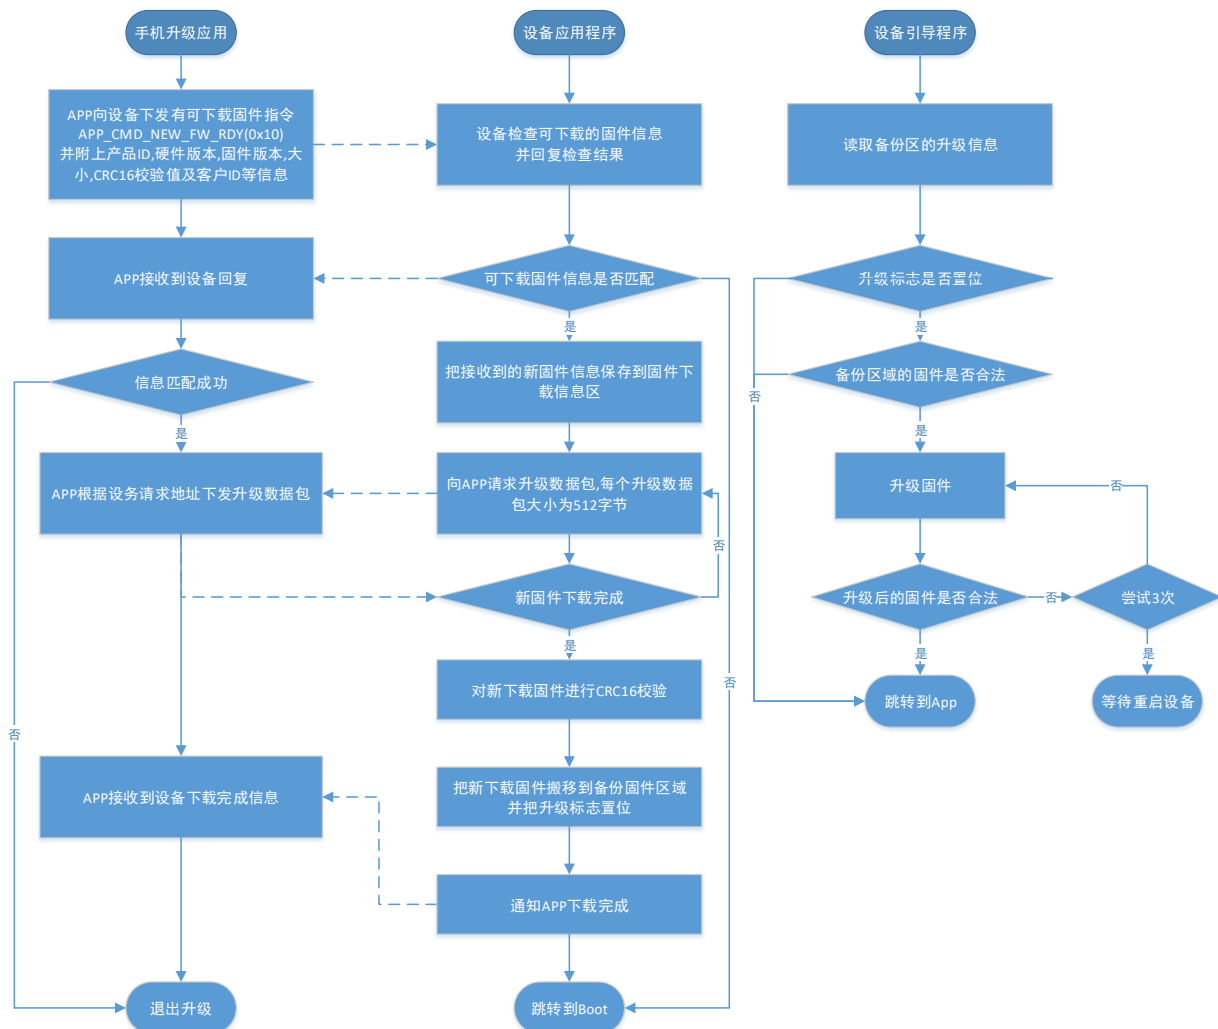 手机升级应用
APP向设备下发有可下载固件指令
APP_CMD_NEW_FW_RDY(0x10)
并附上产品ID,硬件版本,固件版本,大
小,CRC16校验值及客户ID等信息
APP接收到设备回复
信息匹配成功
是
否
APP根据设务请求地址下发升级数据包
APP接收到设备下载完成信息
退出升级
设备应用程序
设备检查可下载的固件信息
并回复检查结果
可下载固件信息是否匹配
是
否
把接收到的新固件信息保存到固件下
载信息区
向APP请求升级数据包,每个升级数据
包大小为512字节
新固件下载完成
否
是
对新下载固件进行CRC16校验
把新下载固件搬移到备份固件区域
并把升级标志置位
通知APP下载完成
跳转到Boot
设备引导程序
读取备份区的升级信息
升级标志是否置位
是
备份区域的固件是否合法
否
是
升级固件
否
升级后的固件是否合法
否
尝试3次
是
是
跳转到App
等待重启设备